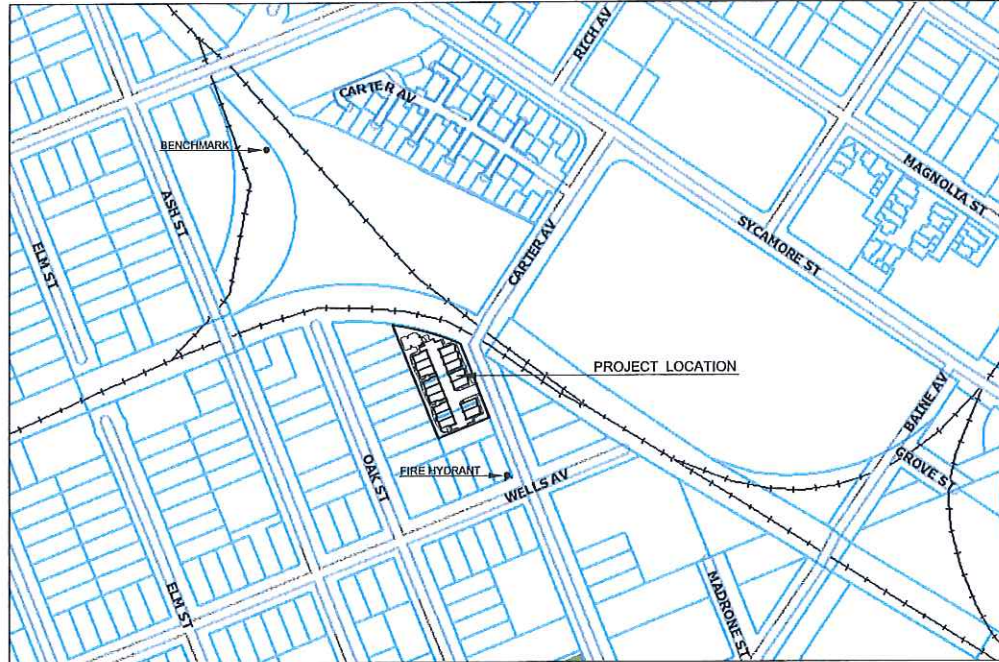 RICH AV
CARTER AV
BENCHMARK
MAGNOLIA ST
ASH ST
ELM ST
SYCAMORE ST
CARTER AV
PROJECT LOCATION
BAINE AV
GROVE ST
OAK ST
FIRE HYDRANT
WELLS AV
MADRONE ST
ELM ST